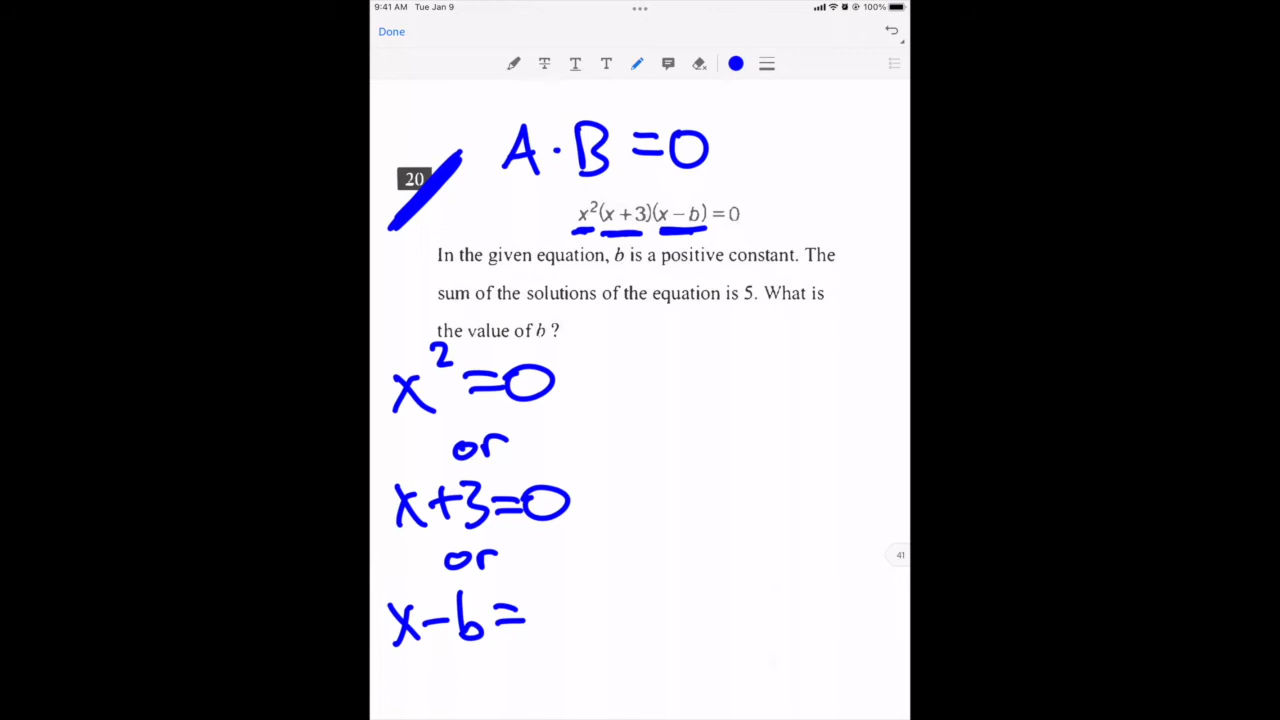 9:41 AM Tue Jan 9
100%
Done
T T T
A · B = 0
20
x²(x + 3)(x − b) = 0
In the given equation, b is a positive constant. The
sum of the solutions of the equation is 5. What is
the value of b ?
x² = 0
or
x + 3 = 0
or
41
x − b =